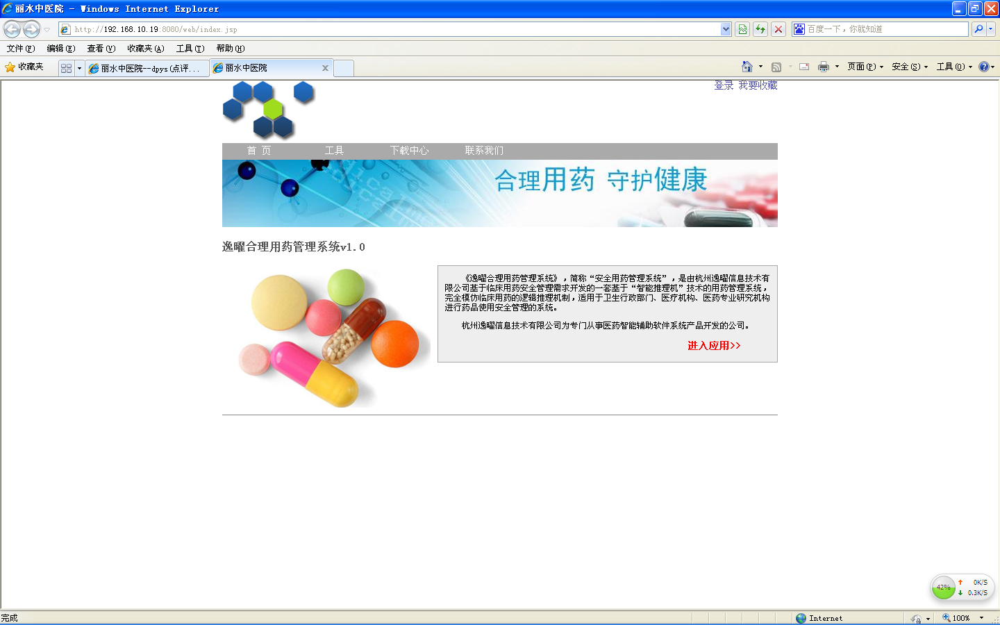 丽水中医院 - Windows Internet Explorer
http://192.168.10.19:8080/web/index.jsp
百度一下，你就知道
文件(F) 编辑(E) 查看(V) 收藏夹(A) 工具(T) 帮助(H)
收藏夹 丽水中医院--dpys(点评... 丽水中医院 页面(P) 安全(S) 工具(O)
登录 我要收藏
首 页 工具 下载中心 联系我们
合理用药 守护健康
逸曜合理用药管理系统v1.0
《逸曜合理用药管理系统》，简称“安全用药管理系统”，是由杭州逸曜信息技术有
限公司基于临床用药安全管理需求开发的一套基于“智能推理机”技术的用药管理系统，
完全模仿临床用药的逻辑推理机制，适用于卫生行政部门、医疗机构、医药专业研究机构
进行药品使用安全管理的系统。
杭州逸曜信息技术有限公司为专门从事医药智能辅助软件系统产品开发的公司。
进入应用>>
42% 0K/S
0.3K/S
完成 Internet 100%